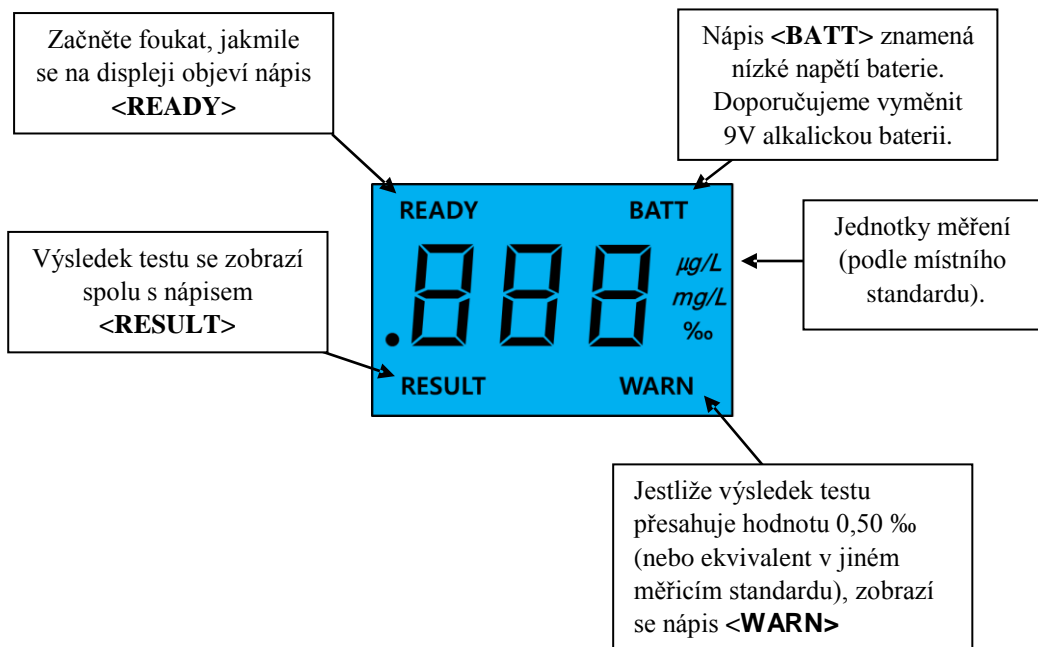 Začněte foukat, jakmile
se na displeji objeví nápis
<READY>
Nápis <BATT> znamená
nízké napětí baterie.
Doporučujeme vyměnit
9V alkalickou baterii.
READY
BATT
.888
µg/L
mg/L
‰
RESULT
WARN
Jednotky měření
(podle místního
standardu).
Výsledek testu se zobrazí
spolu s nápisem
<RESULT>
Jestliže výsledek testu
přesahuje hodnotu 0,50 ‰
(nebo ekvivalent v jiném
měřicím standardu), zobrazí
se nápis <WARN>